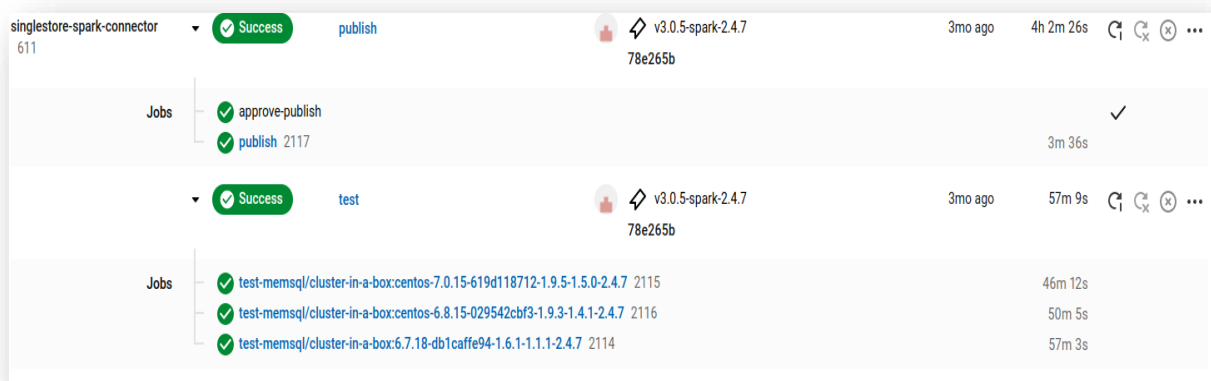 singlestore-spark-connector Success publish v3.0.5-spark-2.4.7 3mo ago 4h 2m 26s
611 78e265b
Jobs approve-publish
publish 2117 3m 36s
Success test v3.0.5-spark-2.4.7 3mo ago 57m 9s
78e265b
Jobs test-memsql/cluster-in-a-box:centos-7.0.15-619d118712-1.9.5-1.5.0-2.4.7 2115 46m 12s
test-memsql/cluster-in-a-box:centos-6.8.15-029542cbf3-1.9.3-1.4.1-2.4.7 2116 50m 5s
test-memsql/cluster-in-a-box:6.7.18-db1caffe94-1.6.1-1.1.1-2.4.7 2114 57m 3s